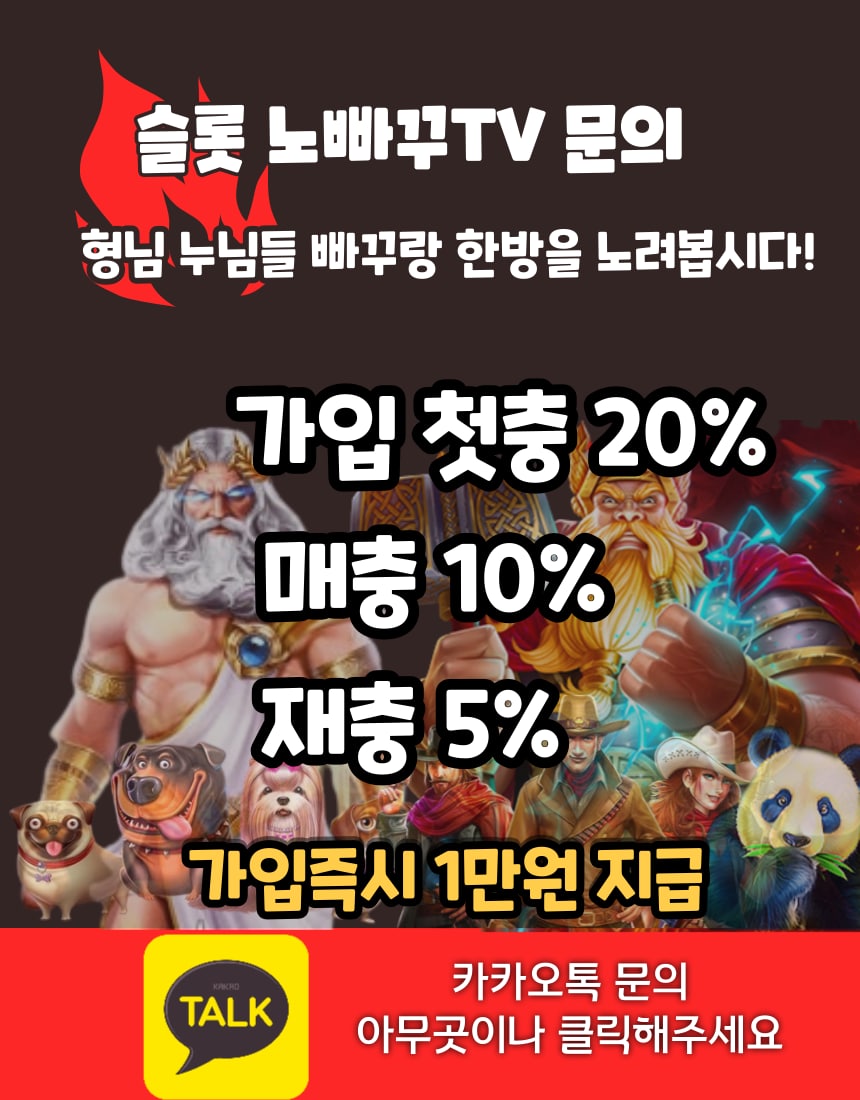 슬롯 노빠꾸TV 문의
형님 누님들 빠꾸랑 한방을 노려봅시다!
가입 첫충 20%
매충 10%
재충 5%
가입즉시 1만원 지급
KAKAO
TALK
카카오톡 문의
아무곳이나 클릭해주세요